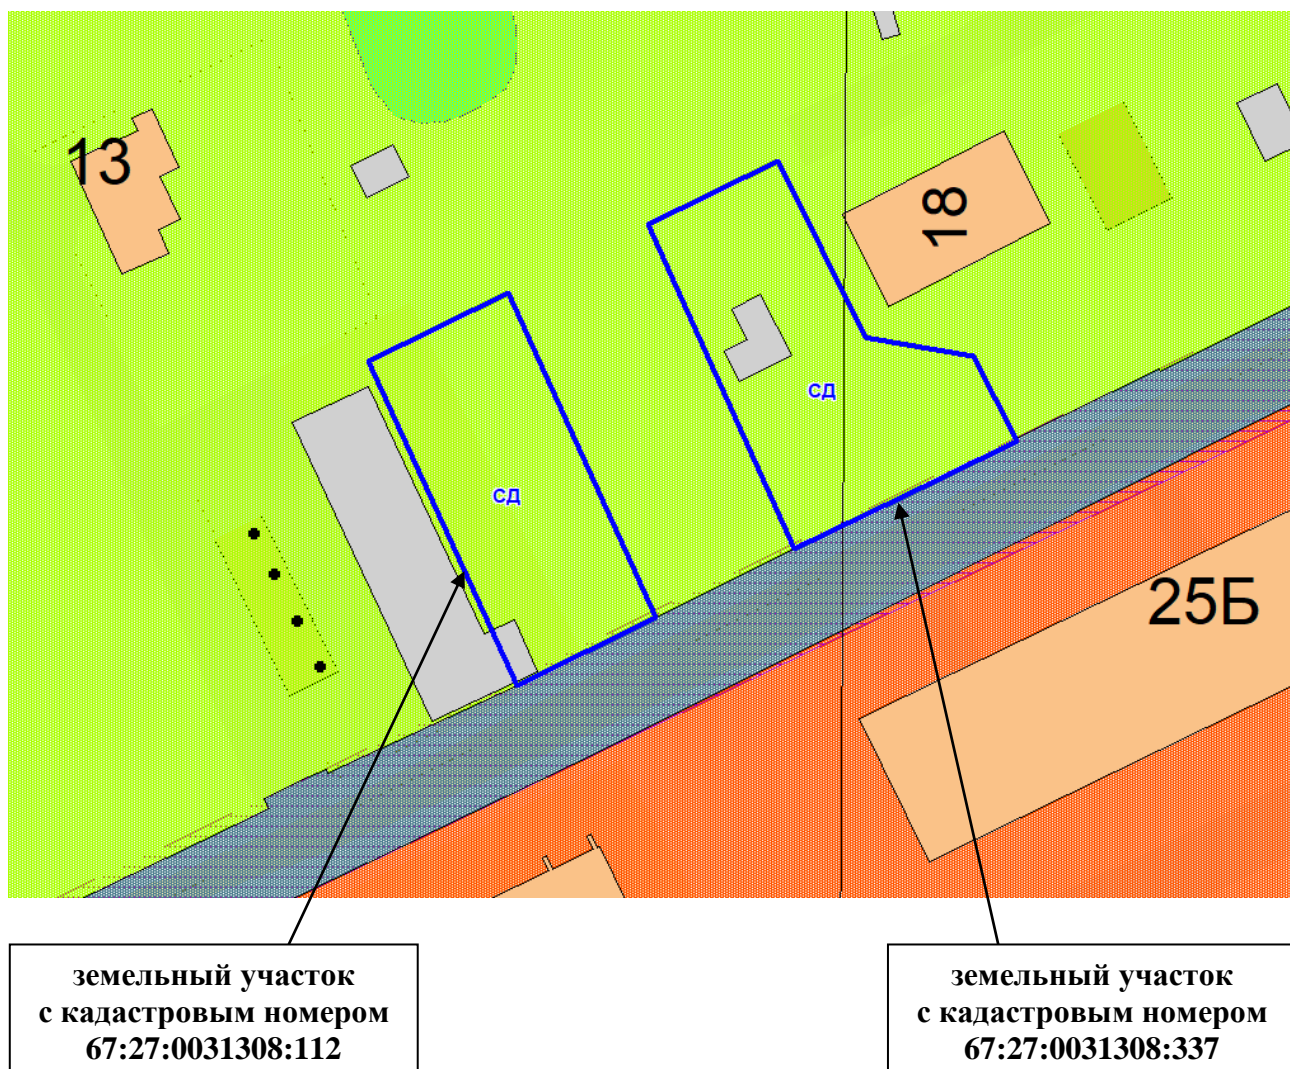 13
18
СД
СД
25Б
земельный участок
с кадастровым номером
67:27:0031308:112
земельный участок
с кадастровым номером
67:27:0031308:337